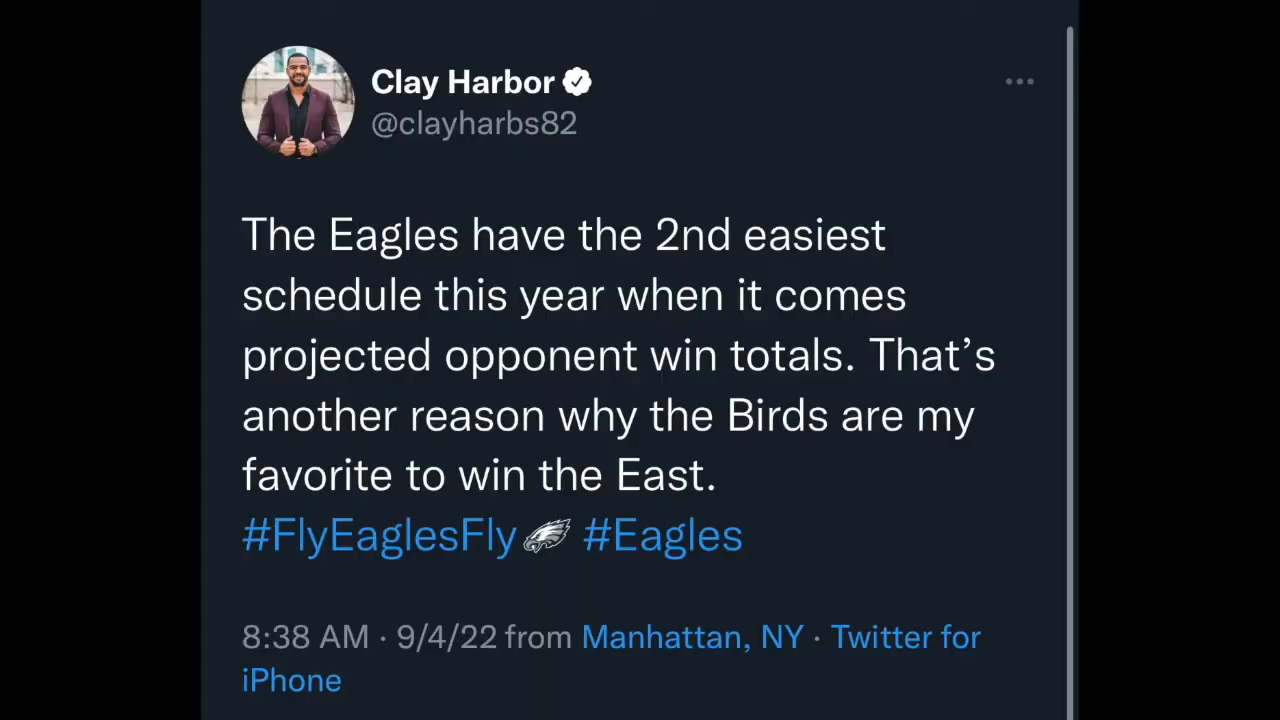 Clay Harbor
@clayharbs82
The Eagles have the 2nd easiest
schedule this year when it comes
projected opponent win totals. That’s
another reason why the Birds are my
favorite to win the East.
#FlyEaglesFly #Eagles
8:38 AM · 9/4/22 from Manhattan, NY · Twitter for
iPhone